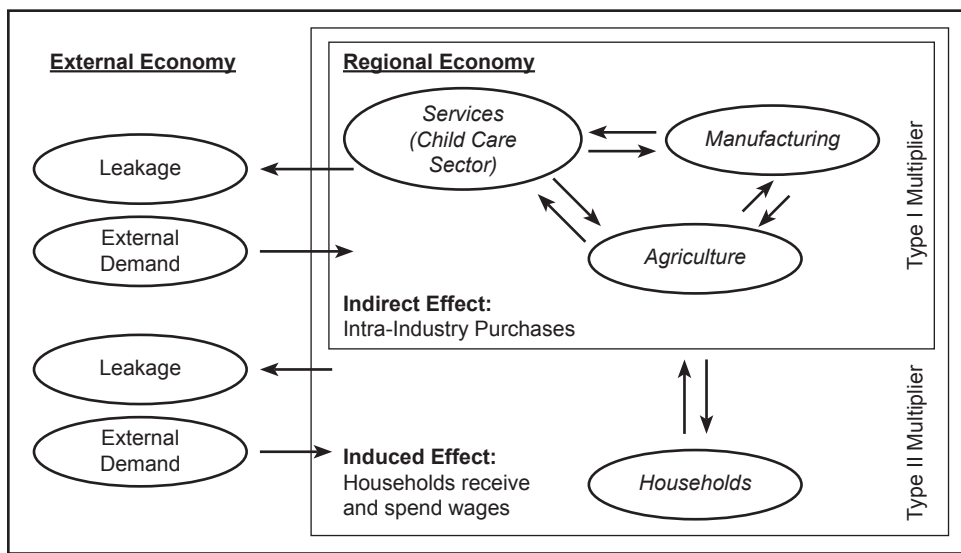 External Economy
Regional Economy
Services
(Child Care
Sector)
Manufacturing
Leakage
External
Demand
Agriculture
Type I Multiplier
Indirect Effect:
Intra-Industry Purchases
Leakage
External
Demand
Induced Effect:
Households receive
and spend wages
Households
Type II Multiplier